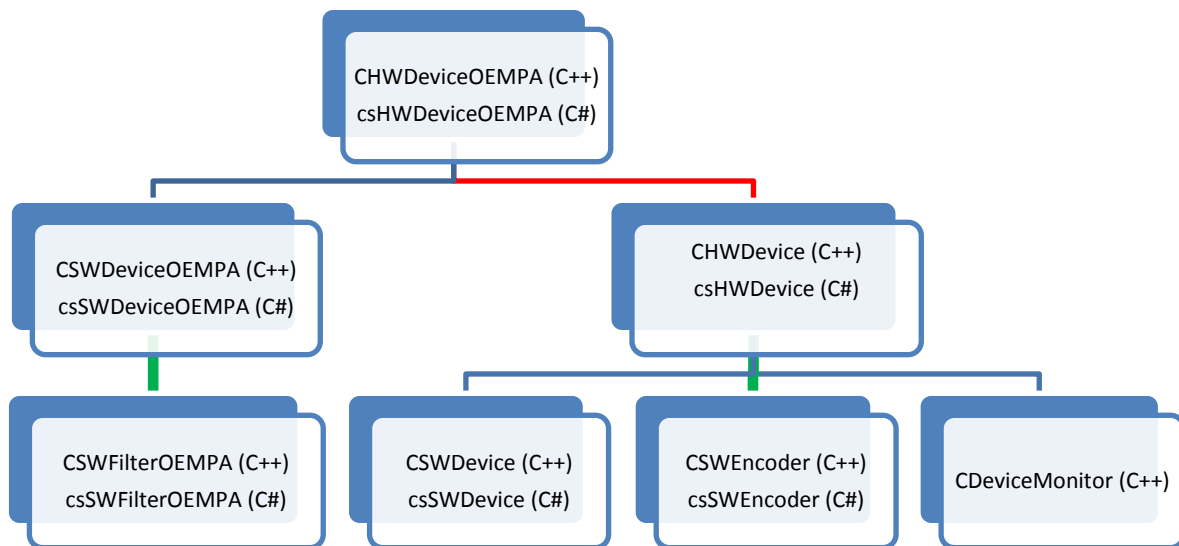 CHWDeviceOEMPA (C++)
csHWDeviceOEMPA (C#)
CSWDeviceOEMPA (C++)
csSWDeviceOEMPA (C#)
CHWDevice (C++)
csHWDevice (C#)
CSWFilterOEMPA (C++)
csSWFilterOEMPA (C#)
CSWDevice (C++)
csSWDevice (C#)
CSWEncoder (C++)
csSWEncoder (C#)
CDeviceMonitor (C++)